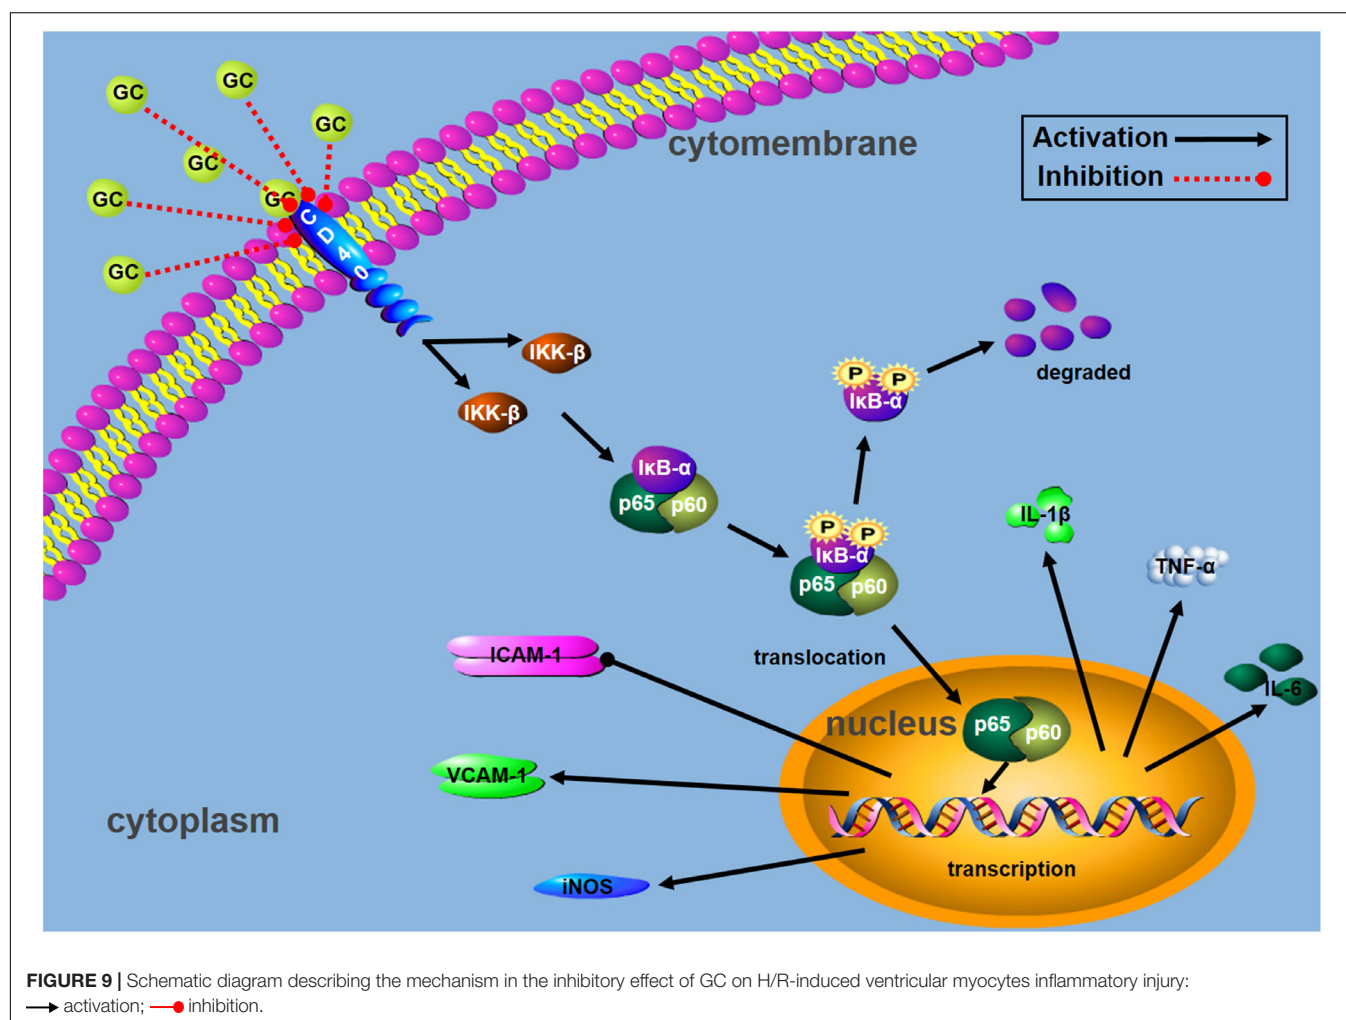 GC
GC
GC
GC
GC
GC
GC
CD40
cytomembrane
Activation
Inhibition
IKK-β
IKK-β
degraded
P
P
IκB-α
IκB-α
p65
p60
P
P
IκB-α
p65
p60
IL-1β
TNF-α
IL-6
ICAM-1
translocation
nucleus
p65
p60
VCAM-1
cytoplasm
iNOS
transcription
FIGURE 9 | Schematic diagram describing the mechanism in the inhibitory effect of GC on H/R-induced ventricular myocytes inflammatory injury:
activation; inhibition.